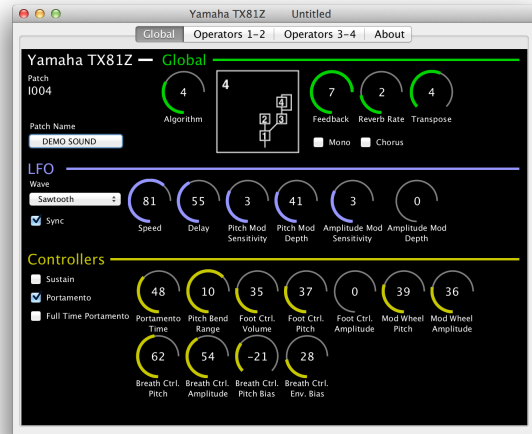 Yamaha TX81Z Untitled
Global Operators 1-2 Operators 3-4 About
Yamaha TX81Z Global
Patch
I004
Patch Name
DEMO SOUND
4
Algorithm
4
4
2 3
1
7
Feedback
2
Reverb Rate
4
Transpose
Mono Chorus
LFO
Wave
Sawtooth
Sync
81
Speed
55
Delay
3
Pitch Mod
Sensitivity
41
Pitch Mod
Depth
3
Amplitude Mod
Sensitivity
0
Amplitude Mod
Depth
Controllers
Sustain
Portamento
Full Time Portamento
48
Portamento
Time
10
Pitch Bend
Range
35
Foot Ctrl.
Volume
37
Foot Ctrl.
Pitch
0
Foot Ctrl.
Amplitude
39
Mod Wheel
Pitch
36
Mod Wheel
Amplitude
62
Breath Ctrl.
Pitch
54
Breath Ctrl.
Amplitude
-21
Breath Ctrl.
Pitch Bias
28
Breath Ctrl.
Env. Bias